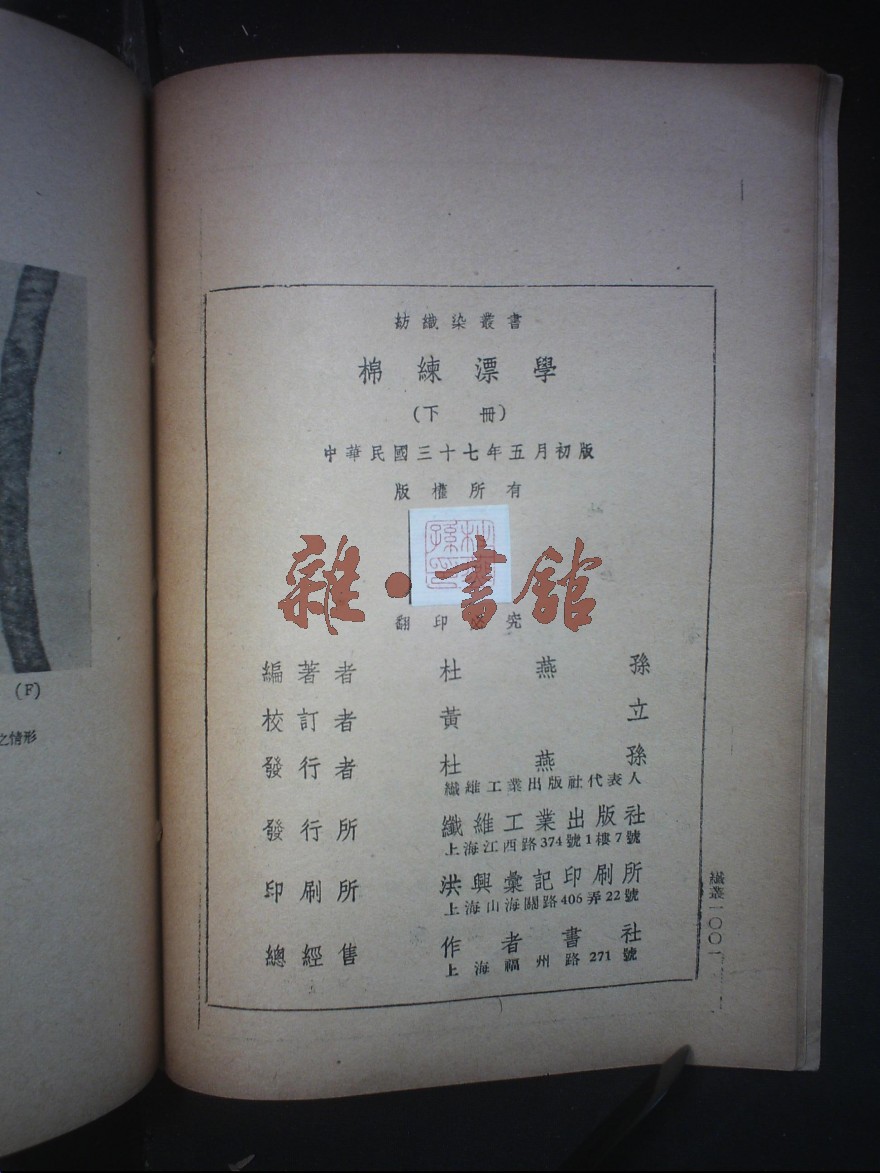 紡織染叢書
棉練漂學
(下冊)
中華民國三十七年五月初版
版權所有
雜·書館
翻印必究
編著者 杜燕孫
校訂者 黃立
發行者 杜燕孫
纖維工業出版社代表人
發行所 纖維工業出版社
上海江西路374號1樓7號
印刷所 洪興彙記印刷所
上海山海關路406弄22號
總經售 作者書社
上海福州路271號
纖叢一〇〇一
(F)
之情形